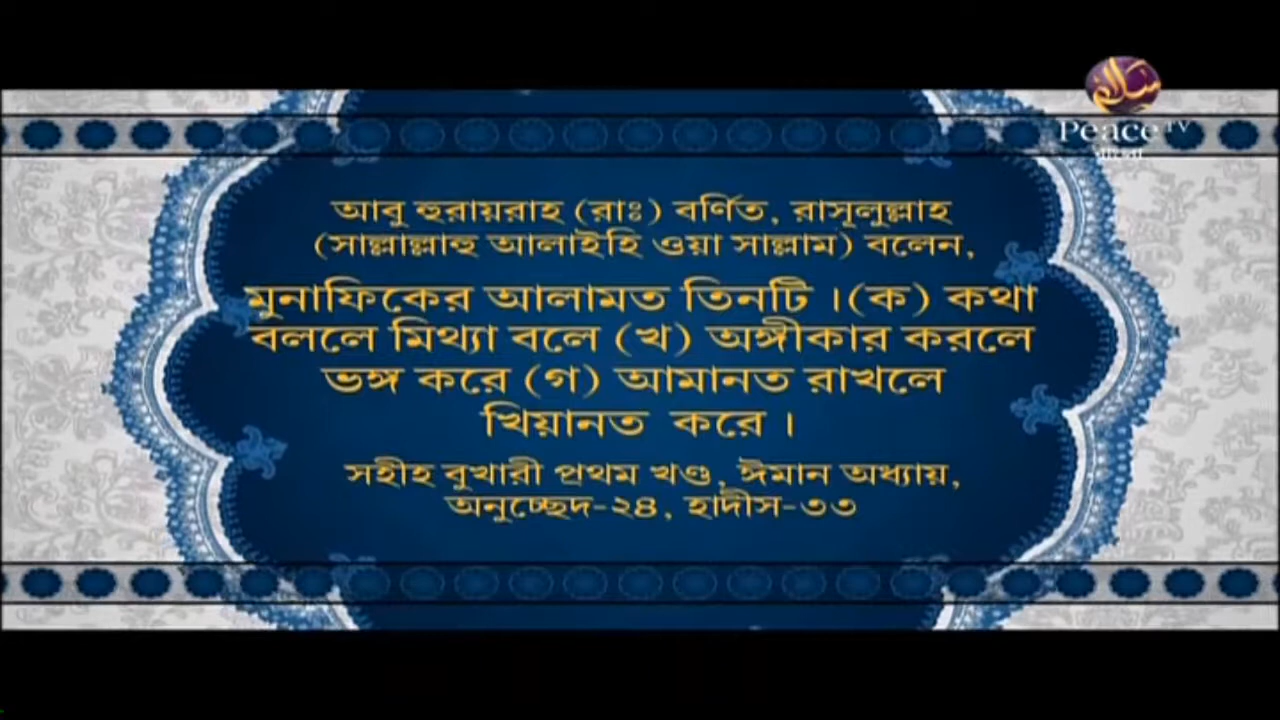 سلام
Peace TV
বাংলা
আবু হুরায়রাহ (রাঃ) বর্ণিত, রাসূলুল্লাহ
(সাল্লাল্লাহু আলাইহি ওয়া সাল্লাম) বলেন,
মুনাফিকের আলামত তিনটি ।(ক) কথা
বললে মিথ্যা বলে (খ) অঙ্গীকার করলে
ভঙ্গ করে (গ) আমানত রাখলে
খিয়ানত করে ।
সহীহ বুখারী প্রথম খণ্ড, ঈমান অধ্যায়,
অনুচ্ছেদ-২৪, হাদীস-৩৩